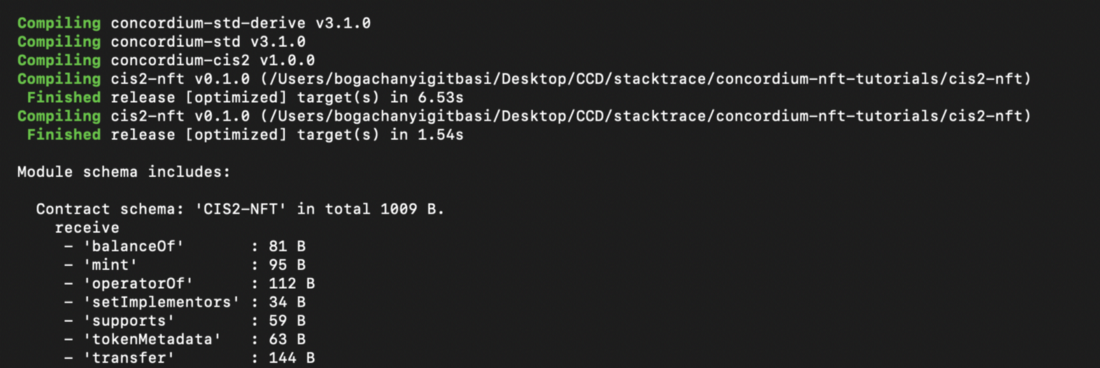 Compiling concordium-std-derive v3.1.0
Compiling concordium-std v3.1.0
Compiling concordium-cis2 v1.0.0
Compiling cis2-nft v0.1.0 (/Users/bogachanyigitbasi/Desktop/CCD/stacktrace/concordium-nft-tutorials/cis2-nft)
Finished release [optimized] target(s) in 6.53s
Compiling cis2-nft v0.1.0 (/Users/bogachanyigitbasi/Desktop/CCD/stacktrace/concordium-nft-tutorials/cis2-nft)
Finished release [optimized] target(s) in 1.54s
Module schema includes:
Contract schema: 'CIS2-NFT' in total 1009 B.
receive
- 'balanceOf' : 81 B
- 'mint' : 95 B
- 'operatorOf' : 112 B
- 'setImplementors' : 34 B
- 'supports' : 59 B
- 'tokenMetadata' : 63 B
- 'transfer' : 144 B